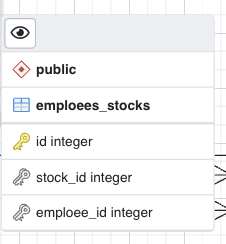 public
emploees_stocks
id integer
stock_id integer
emploee_id integer